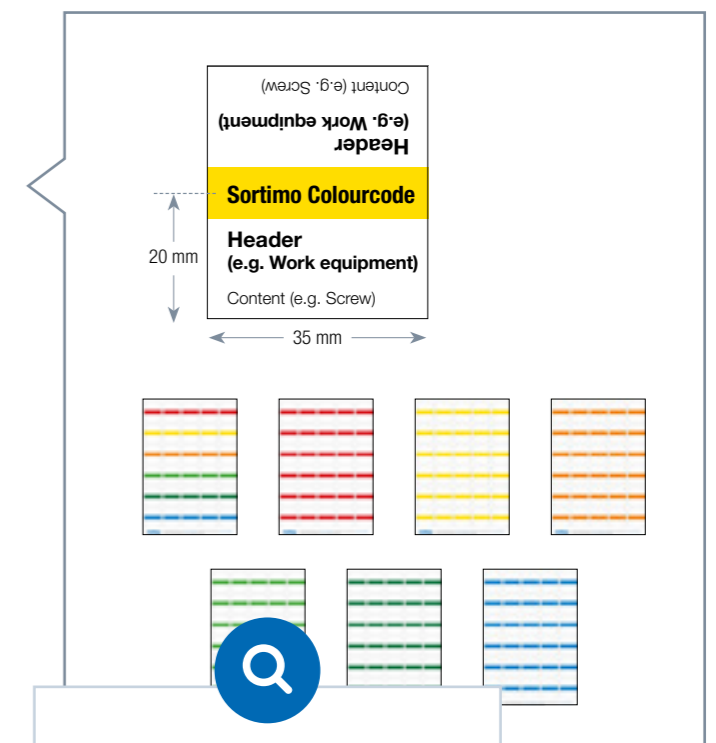 Content (e.g. Screw)
(e.g. Work equipment)
Header
Sortimo Colourcode
Header
(e.g. Work equipment)
20 mm
Content (e.g. Screw)
35 mm